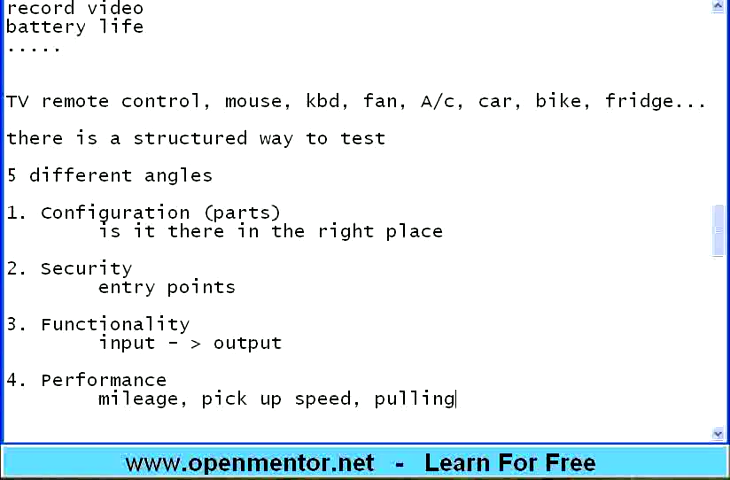 record video
battery life
.....
TV remote control, mouse, kbd, fan, A/c, car, bike, fridge...
there is a structured way to test
5 different angles
1. Configuration (parts)
is it there in the right place
2. Security
entry points
3. Functionality
input - > output
4. Performance
mileage, pick up speed, pulling
www.openmentor.net - Learn For Free